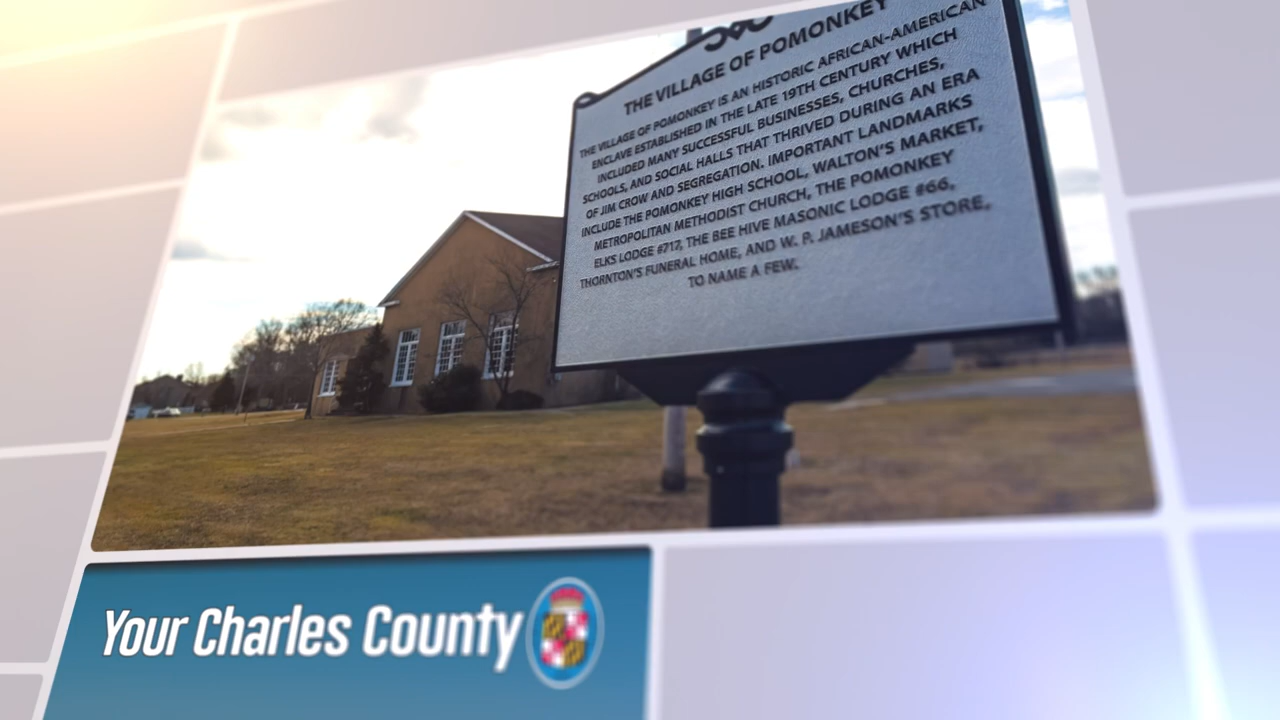 THE VILLAGE OF POMONKEY
THE VILLAGE OF POMONKEY IS AN HISTORIC AFRICAN-AMERICAN
ENCLAVE ESTABLISHED IN THE LATE 19TH CENTURY WHICH
INCLUDED MANY SUCCESSFUL BUSINESSES, CHURCHES,
SCHOOLS, AND SOCIAL HALLS THAT THRIVED DURING AN ERA
OF JIM CROW AND SEGREGATION. IMPORTANT LANDMARKS
INCLUDE THE POMONKEY HIGH SCHOOL, WALTON'S MARKET,
METROPOLITAN METHODIST CHURCH, THE POMONKEY
ELKS LODGE #717, THE BEE HIVE MASONIC LODGE #66,
THORNTON'S FUNERAL HOME, AND W. P. JAMESON'S STORE,
TO NAME A FEW.
Your Charles County